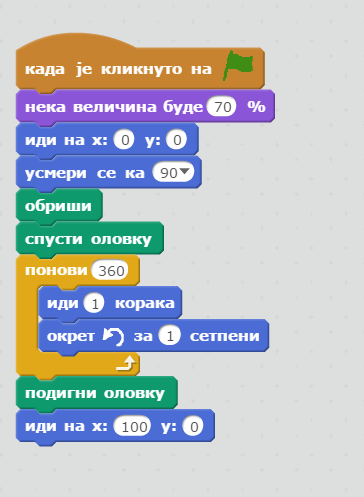 када је кликнуто на
нека величина буде 70 %
иди на x: 0 y: 0
усмери се ка 90
обриши
спусти оловку
понови 360
иди 1 корака
окрет за 1 сетпени
подигни оловку
иди на x: 100 y: 0